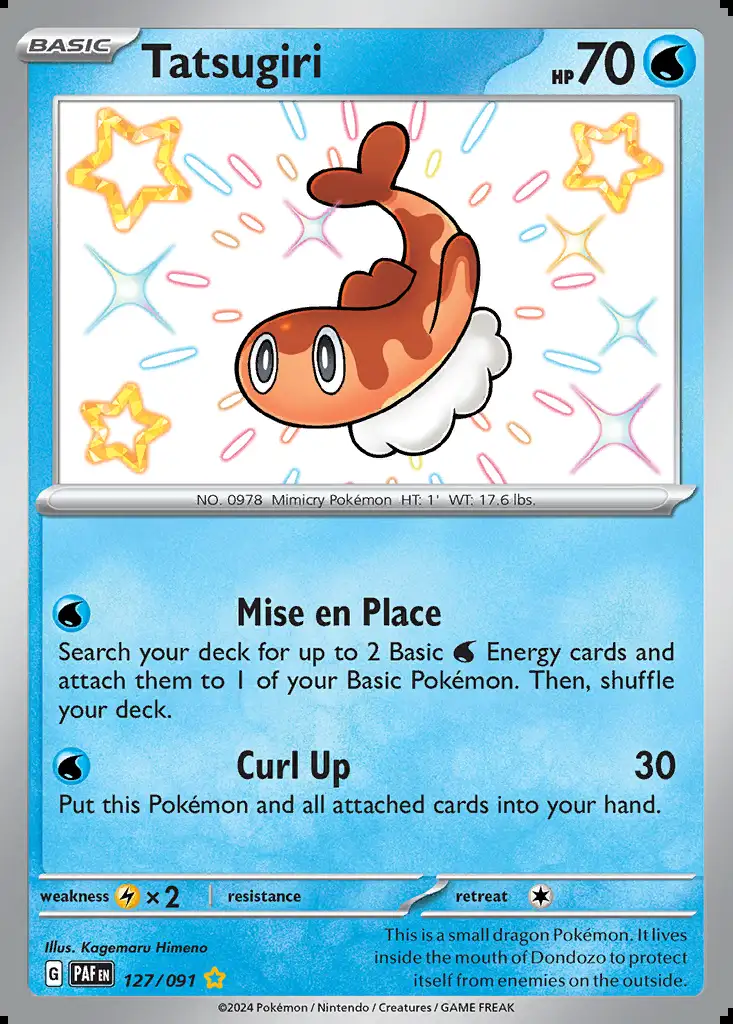 BASIC
Tatsugiri
HP 70
NO. 0978 Mimicry Pokémon HT: 1' WT: 17.6 lbs.
Mise en Place
Search your deck for up to 2 Basic Energy cards and
attach them to 1 of your Basic Pokémon. Then, shuffle
your deck.
Curl Up 30
Put this Pokémon and all attached cards into your hand.
weakness ×2 resistance retreat
Illus. Kagemaru Himeno
This is a small dragon Pokémon. It lives
inside the mouth of Dondozo to protect
itself from enemies on the outside.
G PAF EN 127/091
©2024 Pokémon / Nintendo / Creatures / GAME FREAK